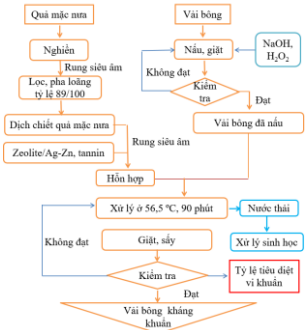 Quả mặc nưa
Vải bông
Nghiền
Nấu, giặt
NaOH,
H₂O₂
Rung siêu âm
Không đạt
Lọc, pha loãng
tỷ lệ 89/100
Kiểm
tra
Đạt
Dịch chiết quả mặc nưa
Vải bông đã nấu
Rung siêu âm
Zeolite/Ag-Zn, tannin
Hỗn hợp
Xử lý ở 56,5 ºC, 90 phút
Nước thải
Giặt, sấy
Xử lý sinh học
Không đạt
Kiểm tra
Tỷ lệ tiêu diệt
vi khuẩn
Đạt
Vải bông kháng
khuẩn